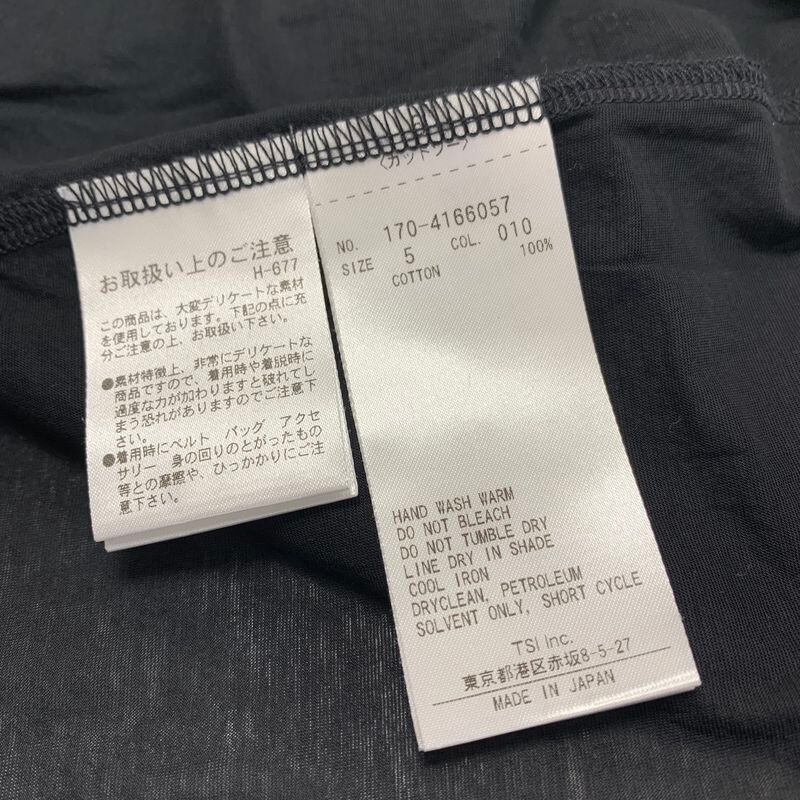 お取扱い上のご注意
H-677
この商品は、大変デリケートな素材
を使用しております。下記の点に充
分ご注意の上、お取扱い下さい。
●素材特徴上、非常にデリケートな
商品ですので、着用時や着脱時に
過度な力が加わりますと破れてし
まう恐れがありますのでご注意下
さい。
●着用時にベルト バッグ アクセ
サリー 身の回りのとがったもの
等との摩擦や、ひっかかりにご注
意下さい。
〈カットソー〉
NO. 170-4166057
SIZE 5 COL. 010
COTTON 100%
HAND WASH WARM
DO NOT BLEACH
DO NOT TUMBLE DRY
LINE DRY IN SHADE
COOL IRON
DRYCLEAN, PETROLEUM
SOLVENT ONLY, SHORT CYCLE
TSI Inc.
東京都港区赤坂8-5-27
MADE IN JAPAN